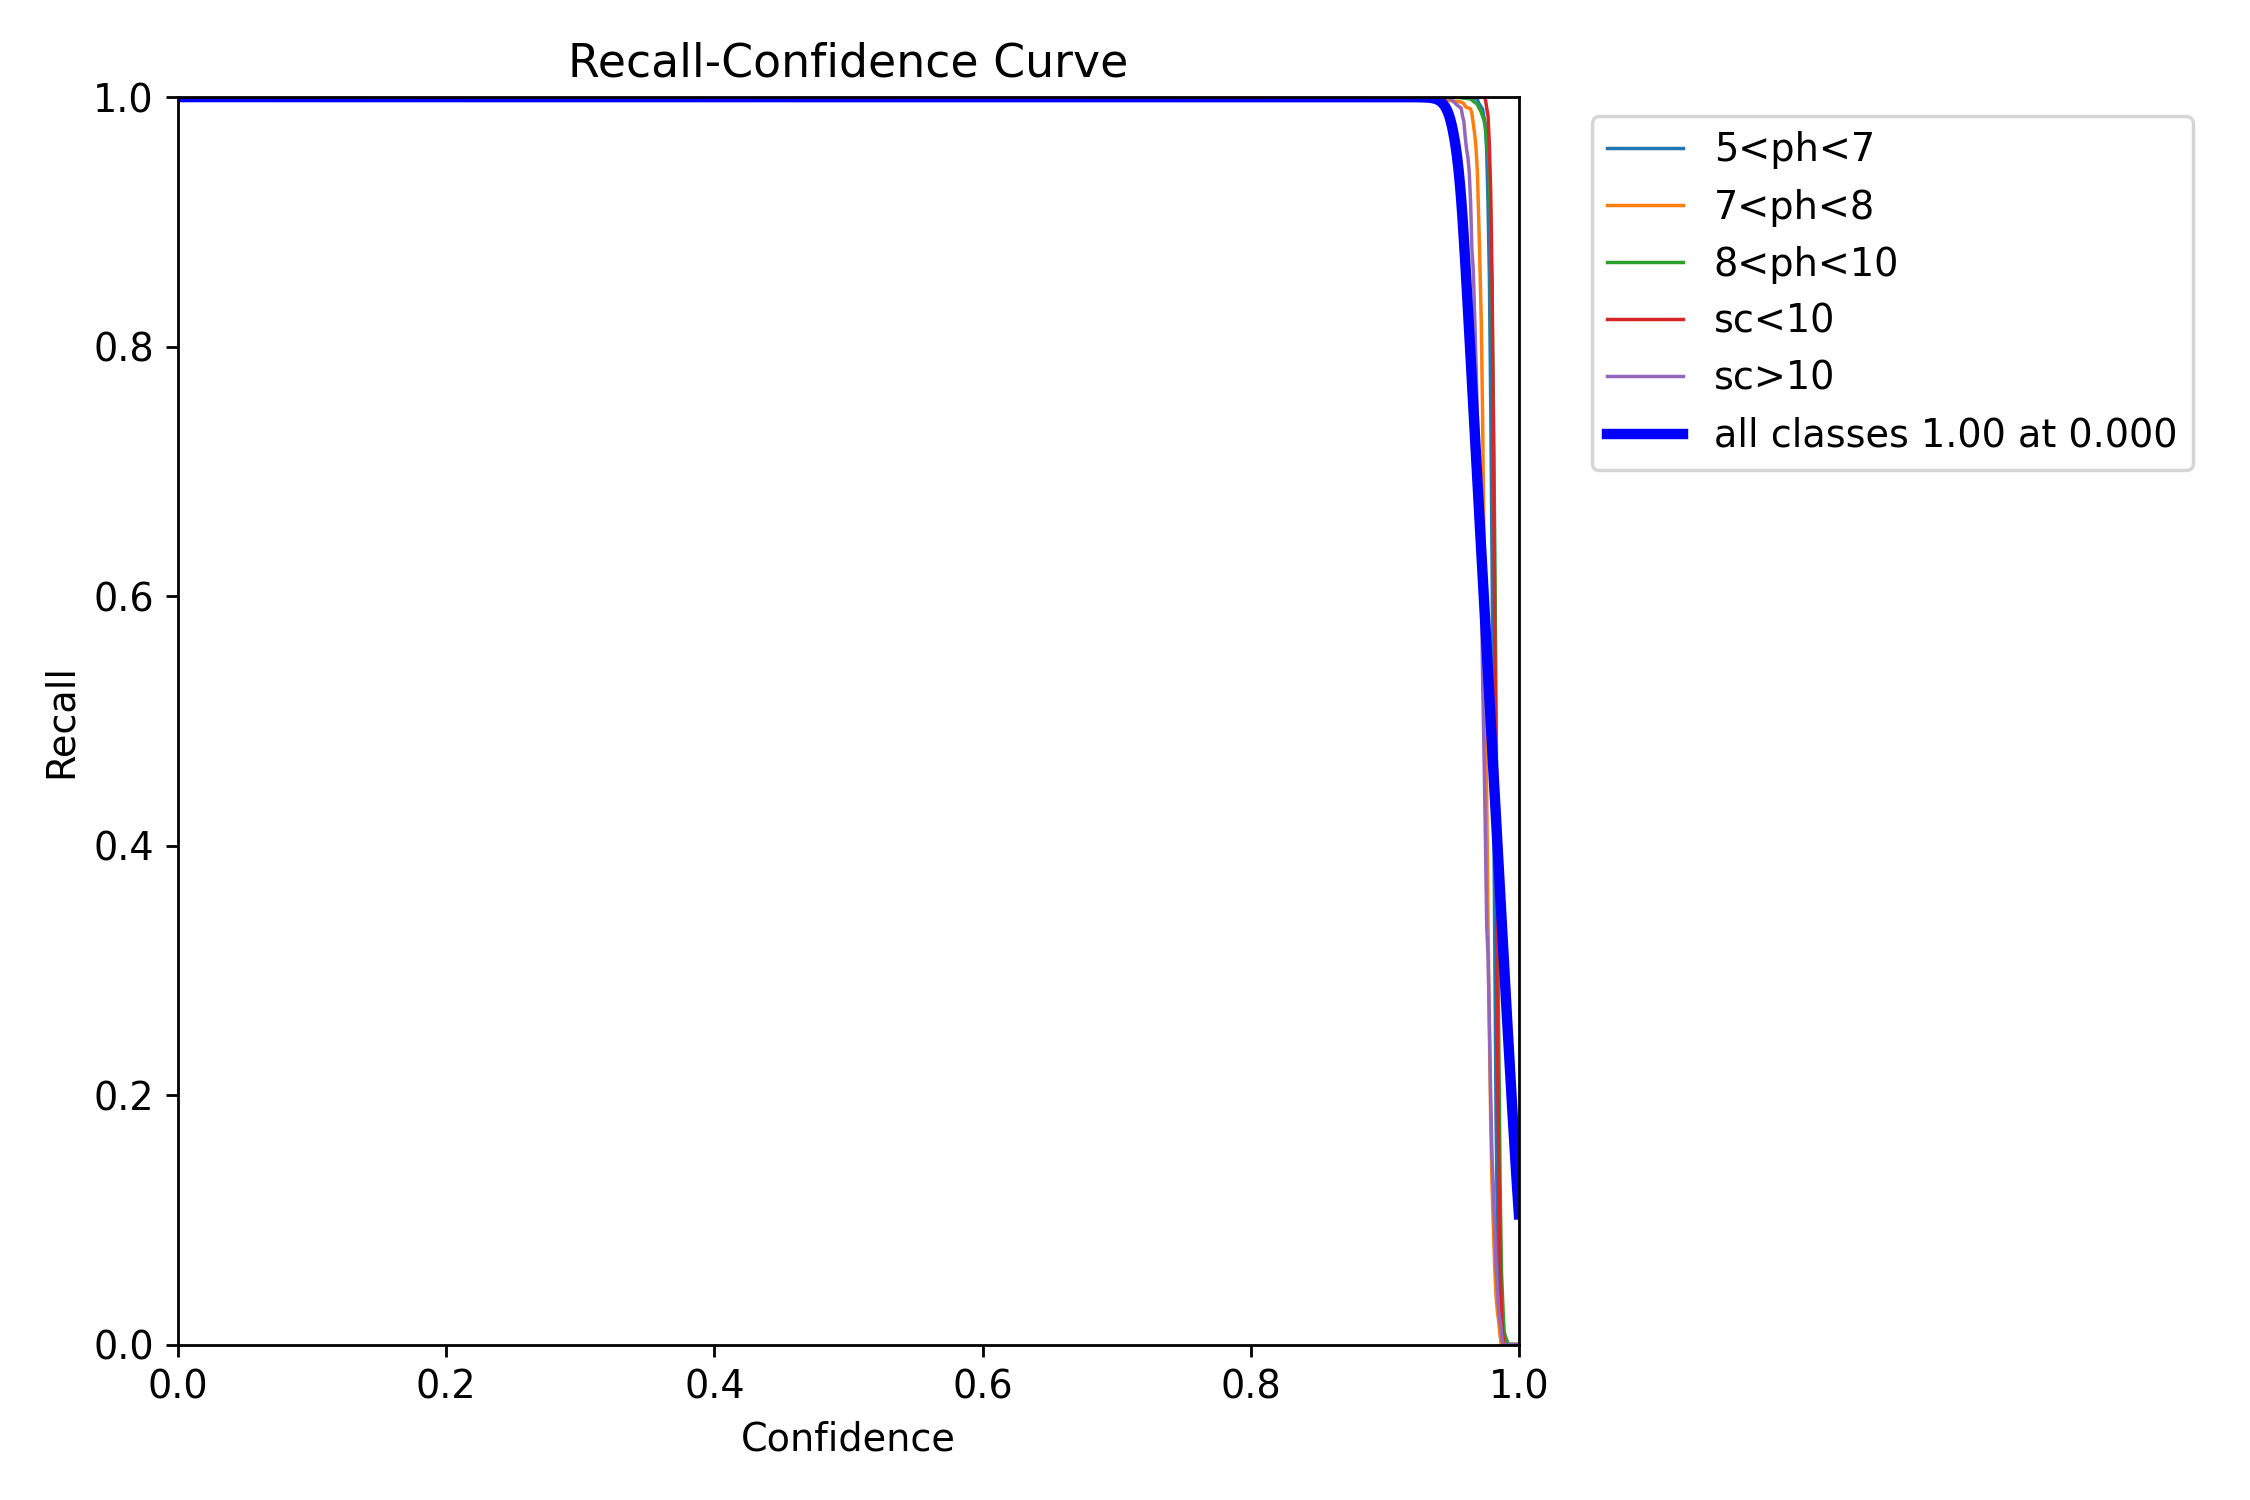 Recall-Confidence Curve
1.0
0.8
0.6
0.4
0.2
0.0
Recall
0.0 0.2 0.4 0.6 0.8 1.0
Confidence
5<ph<7
7<ph<8
8<ph<10
sc<10
sc>10
all classes 1.00 at 0.000